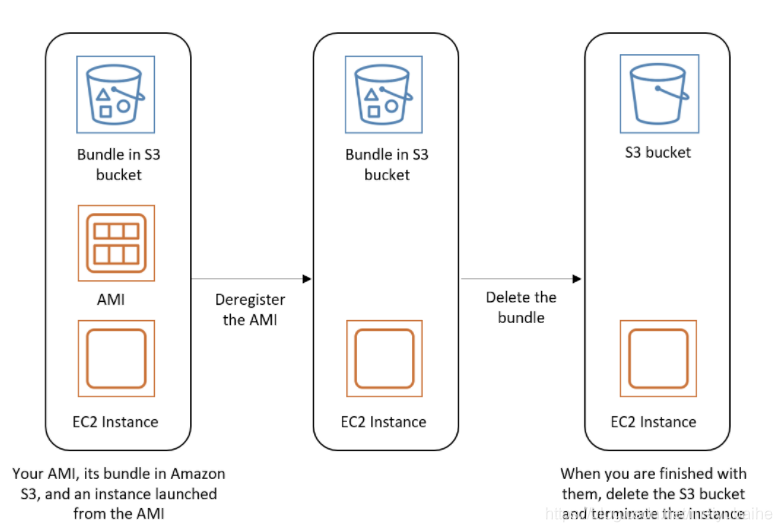 Bundle in S3
bucket
AMI
EC2 Instance
Your AMI, its bundle in Amazon
S3, and an instance launched
from the AMI
Deregister
the AMI
Bundle in S3
bucket
EC2 Instance
Delete the
bundle
S3 bucket
EC2 Instance
When you are finished with
them, delete the S3 bucket
and terminate the instance